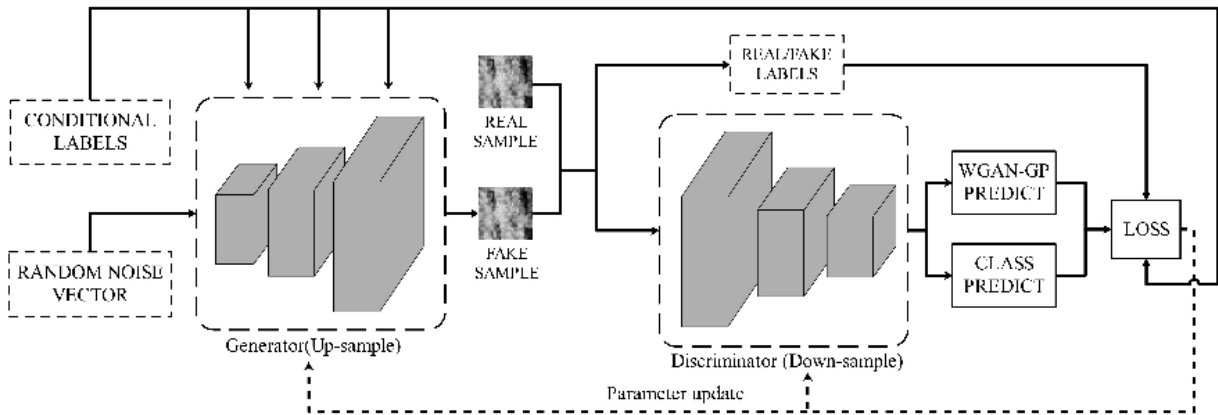 CONDITIONAL
LABELS
RANDOM NOISE
VECTOR
Generator(Up-sample)
REAL
SAMPLE
FAKE
SAMPLE
REAL/FAKE
LABELS
Discriminator (Down-sample)
WGAN-GP
PREDICT
CLASS
PREDICT
LOSS
Parameter update